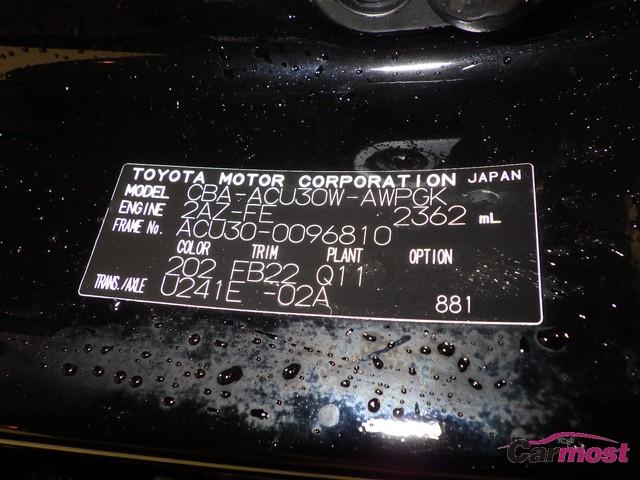 TOYOTA MOTOR CORPORATION JAPAN
MODEL CBA-ACU30W-AWPGK
ENGINE 2AZ-FE 2362 mL
FRAME No. ACU30-0096810
COLOR TRIM PLANT OPTION
202 FB22 Q11
TRANS./AXLE U241E -02A 881
Carmost